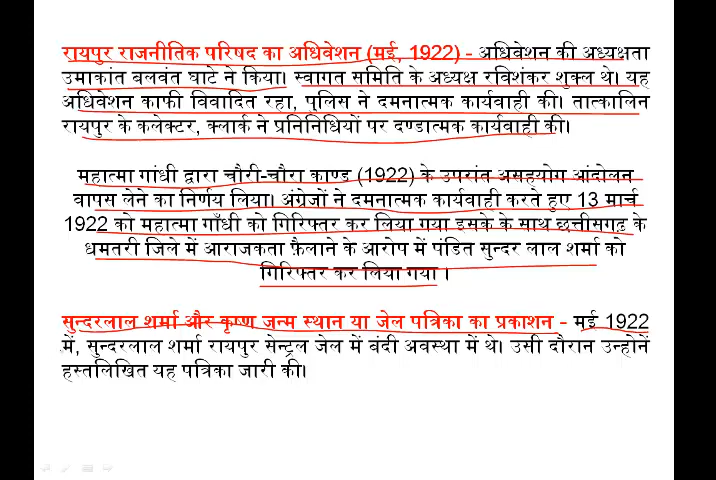 रायपुर राजनीतिक परिषद का अधिवेशन (मई, 1922) - अधिवेशन की अध्यक्षता
उमाकांत बलवंत घाटे ने किया। स्वागत समिति के अध्यक्ष रविशंकर शुक्ल थे। यह
अधिवेशन काफी विवादित रहा, पुलिस ने दमनात्मक कार्यवाही की। तात्कालिन
रायपुर के कलेक्टर, क्लार्क ने प्रनिनिधियों पर दण्डात्मक कार्यवाही की।
महात्मा गांधी द्वारा चौरी-चौरा काण्ड (1922) के उपरांत असहयोग आंदोलन
वापस लेने का निर्णय लिया। अंग्रेजों ने दमनात्मक कार्यवाही करते हुए 13 मार्च
1922 को महात्मा गाँधी को गिरिफ्तर कर लिया गया इसके के साथ छत्तीसगढ़ के
धमतरी जिले में आराजकता फ़ैलाने के आरोप में पंडित सुन्दर लाल शर्मा को
गिरिफ्तर कर लिया गया ।
सुन्दरलाल शर्मा और कृष्ण जन्म स्थान या जेल पत्रिका का प्रकाशन - मई 1922
में, सुन्दरलाल शर्मा रायपुर सेन्ट्रल जेल में बंदी अवस्था में थे। उसी दौरान उन्होनें
हस्तलिखित यह पत्रिका जारी की।